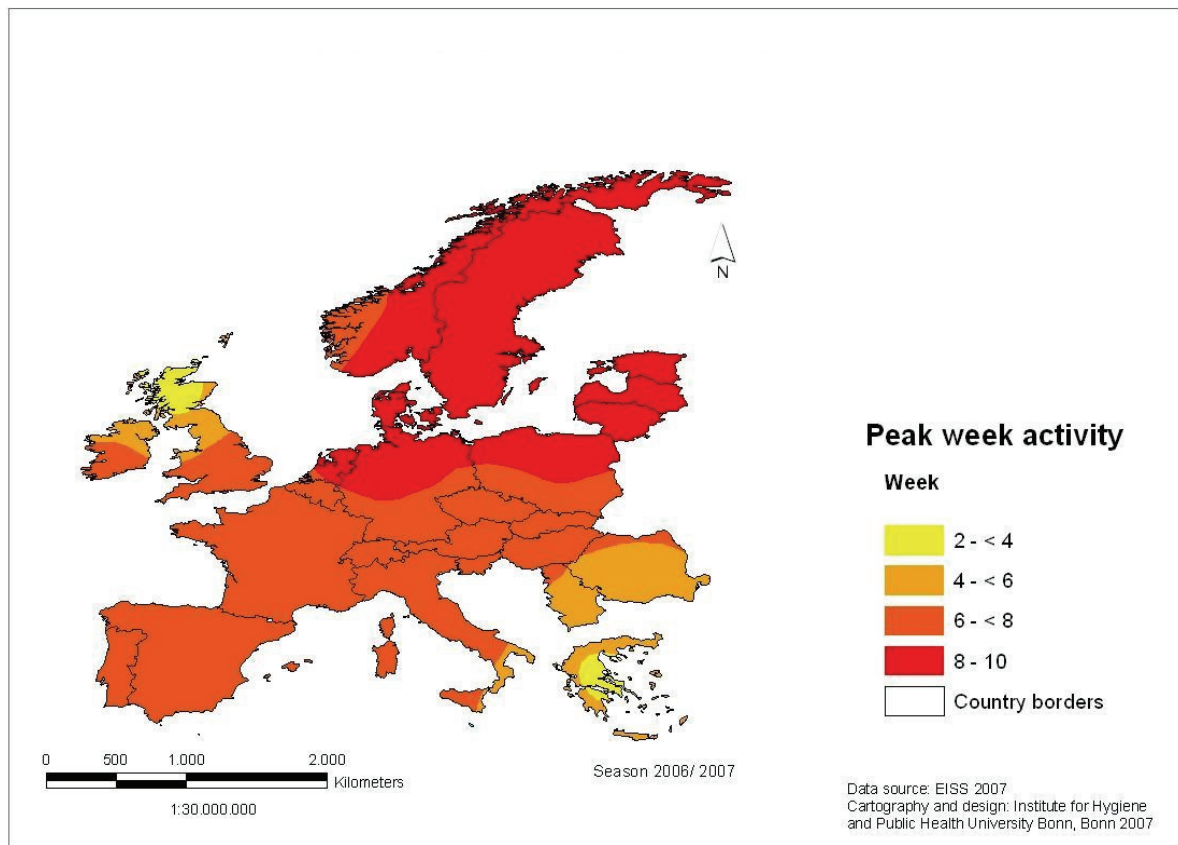 N
Peak week activity
Week
2 - < 4
4 - < 6
6 - < 8
8 - 10
Country borders
0 500 1.000 2.000
Kilometers
1:30.000.000
Season 2006/ 2007
Data source: EISS 2007
Cartography and design: Institute for Hygiene
and Public Health University Bonn, Bonn 2007